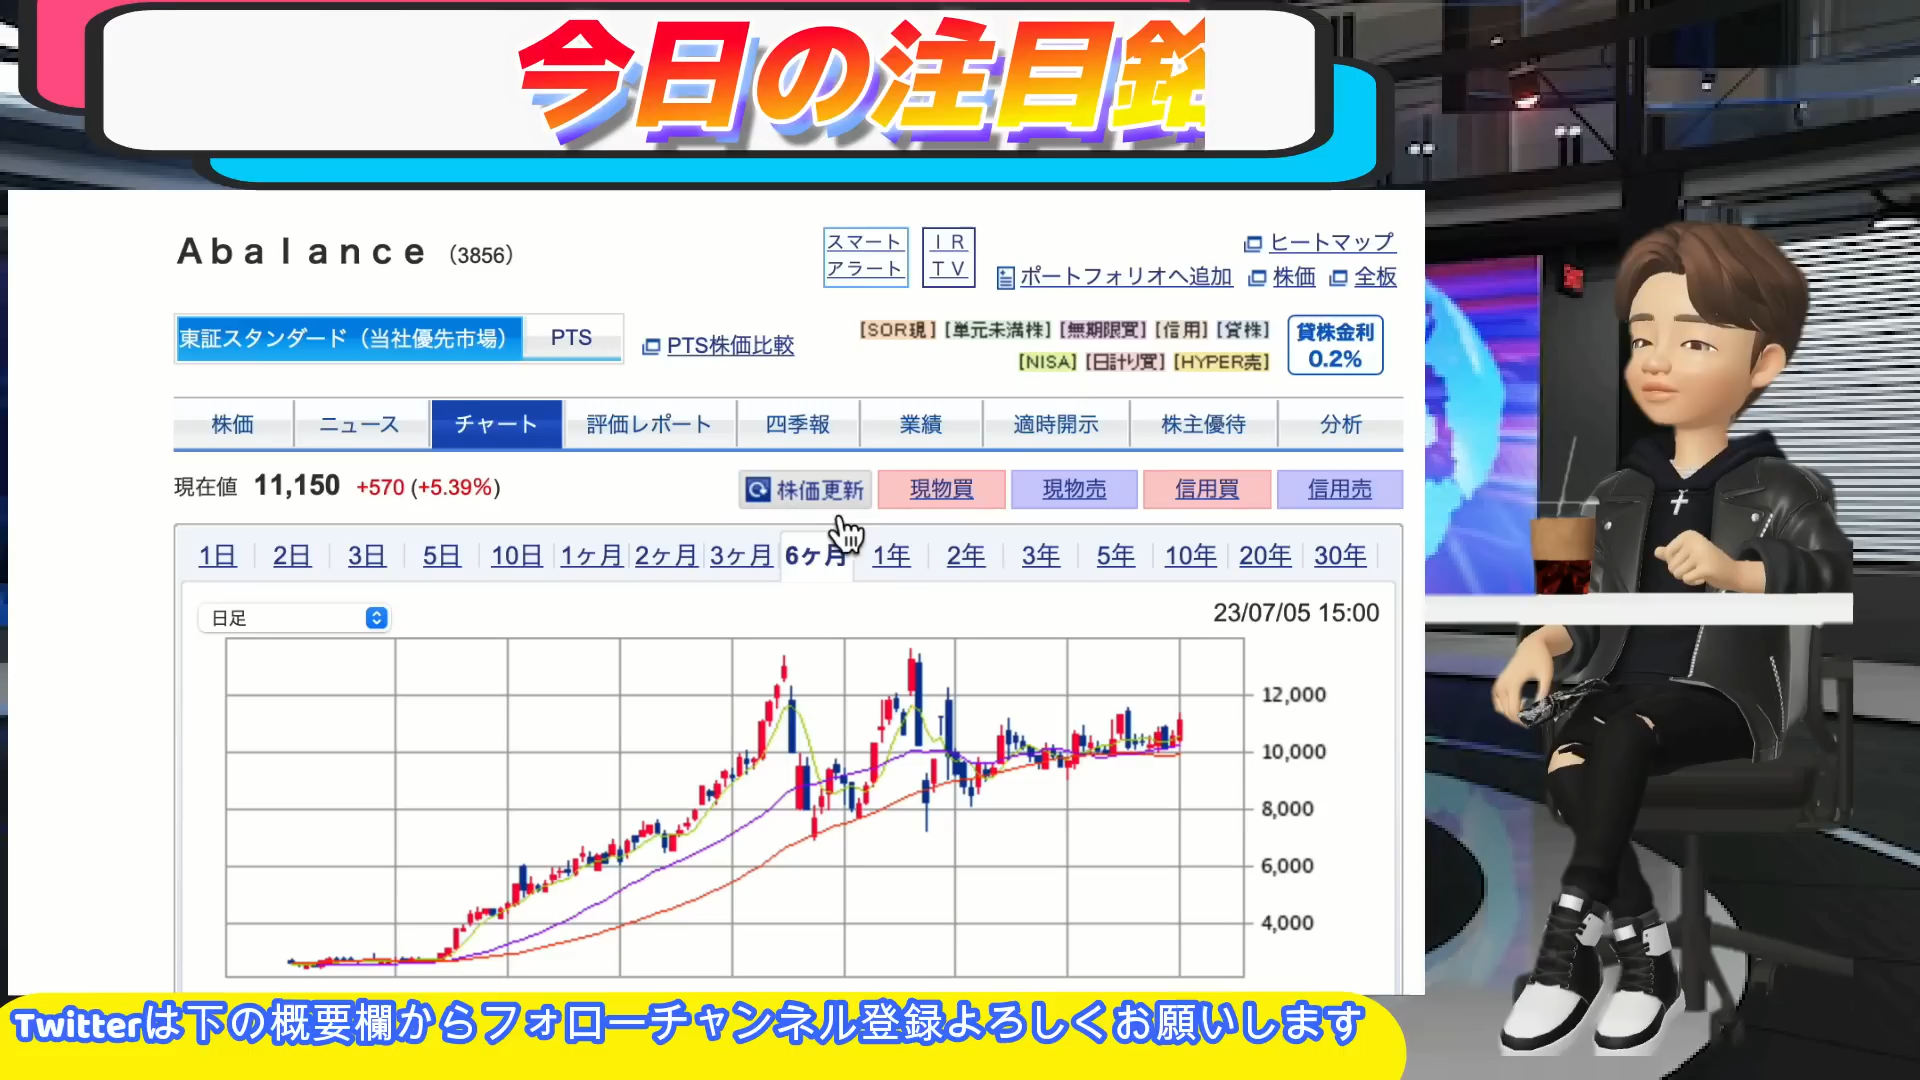 今日の注目銘
Abalance (3856)
スマートアラート
IR TV
ヒートマップ
ポートフォリオへ追加 株価 全板
東証スタンダード（当社優先市場） PTS PTS株価比較
[SOR現] [単元未満株] [無期限買] [信用] [貸株]
[NISA] [日計り買] [HYPER売]
貸株金利
0.2%
株価 ニュース チャート 評価レポート 四季報 業績 適時開示 株主優待 分析
現在値 11,150 +570 (+5.39%) 株価更新 現物買 現物売 信用買 信用売
1日 2日 3日 5日 10日 1ヶ月 2ヶ月 3ヶ月 6ヶ月 1年 2年 3年 5年 10年 20年 30年
日足 23/07/05 15:00
12,000
10,000
8,000
6,000
4,000
Twitterは下の概要欄からフォローチャンネル登録よろしくお願いします